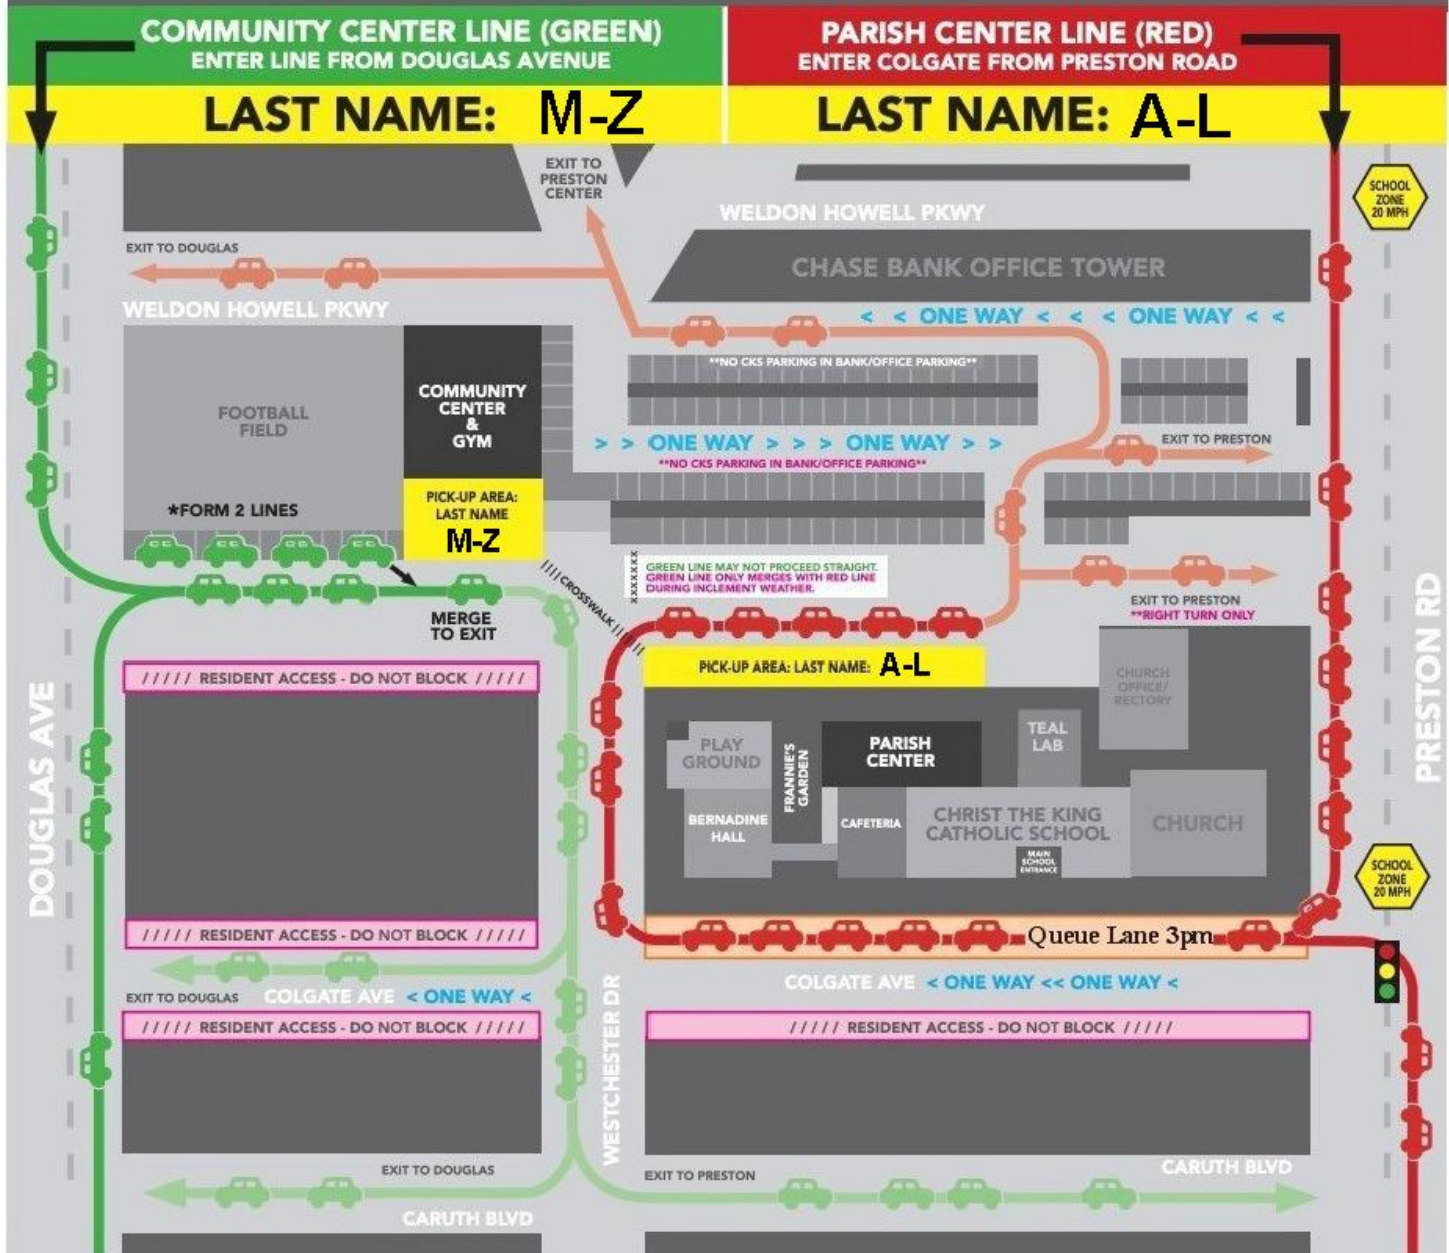 COMMUNITY CENTER LINE (GREEN)
ENTER LINE FROM DOUGLAS AVENUE
LAST NAME: M-Z
PARISH CENTER LINE (RED)
ENTER COLGATE FROM PRESTON ROAD
LAST NAME: A-L
EXIT TO
PRESTON
CENTER
SCHOOL
ZONE
20 MPH
WELDON HOWELL PKWY
EXIT TO DOUGLAS
CHASE BANK OFFICE TOWER
WELDON HOWELL PKWY
< < ONE WAY < < < ONE WAY < <
**NO CKS PARKING IN BANK/OFFICE PARKING**
COMMUNITY
CENTER
&
GYM
FOOTBALL
FIELD
> > ONE WAY > > > ONE WAY > >
**NO CKS PARKING IN BANK/OFFICE PARKING**
EXIT TO PRESTON
PICK-UP AREA:
LAST NAME
M-Z
*FORM 2 LINES
////CROSSWALK//////
XXXXXXX
GREEN LINE MAY NOT PROCEED STRAIGHT.
GREEN LINE ONLY MERGES WITH RED LINE
DURING INCLEMENT WEATHER.
MERGE
TO EXIT
EXIT TO PRESTON
**RIGHT TURN ONLY
PICK-UP AREA: LAST NAME: A-L
///// RESIDENT ACCESS - DO NOT BLOCK /////
CHURCH
OFFICE/
RECTORY
DOUGLAS AVE
PRESTON RD
PLAY
GROUND
FRANNIE'S
GARDEN
PARISH
CENTER
TEAL
LAB
BERNADINE
HALL
CAFETERIA
CHRIST THE KING
CATHOLIC SCHOOL
MAIN
SCHOOL
ENTRANCE
CHURCH
SCHOOL
ZONE
20 MPH
///// RESIDENT ACCESS - DO NOT BLOCK /////
Queue Lane 3pm
EXIT TO DOUGLAS
COLGATE AVE < ONE WAY <
COLGATE AVE < ONE WAY << ONE WAY <
///// RESIDENT ACCESS - DO NOT BLOCK /////
///// RESIDENT ACCESS - DO NOT BLOCK /////
WESTCHESTER DR
EXIT TO DOUGLAS
EXIT TO PRESTON
CARUTH BLVD
CARUTH BLVD